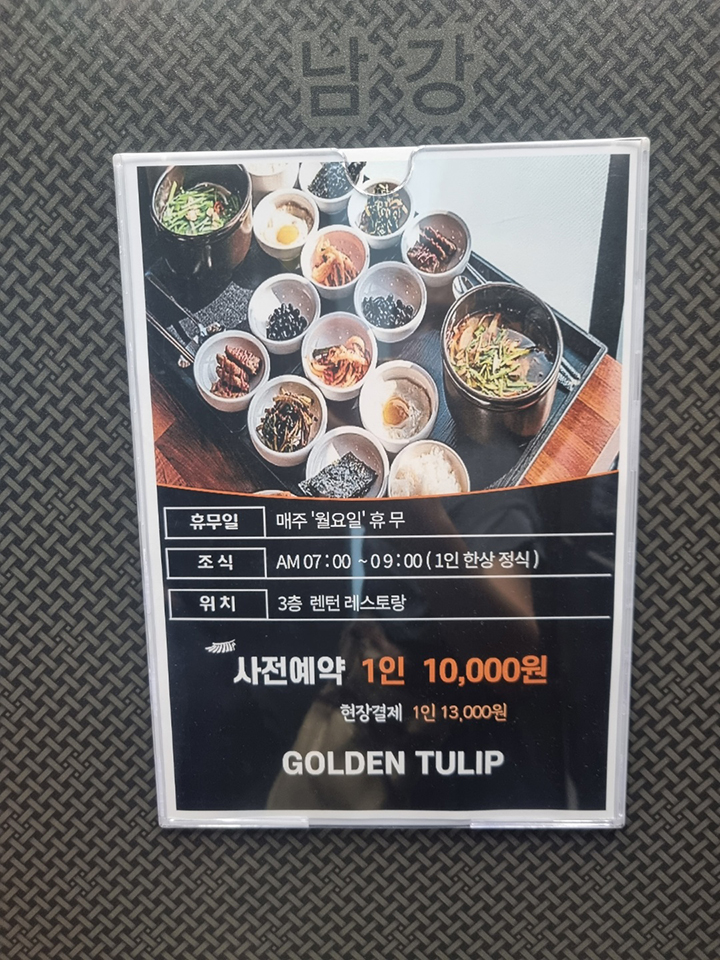 남강
휴무일 매주 '월요일' 휴 무
조 식 AM 07 : 00 ~ 0 9 : 00 ( 1인 한상 정식 )
위 치 3층 렌턴 레스토랑
사전예약 1인 10,000원
현장결제 1인 13,000원
GOLDEN TULIP